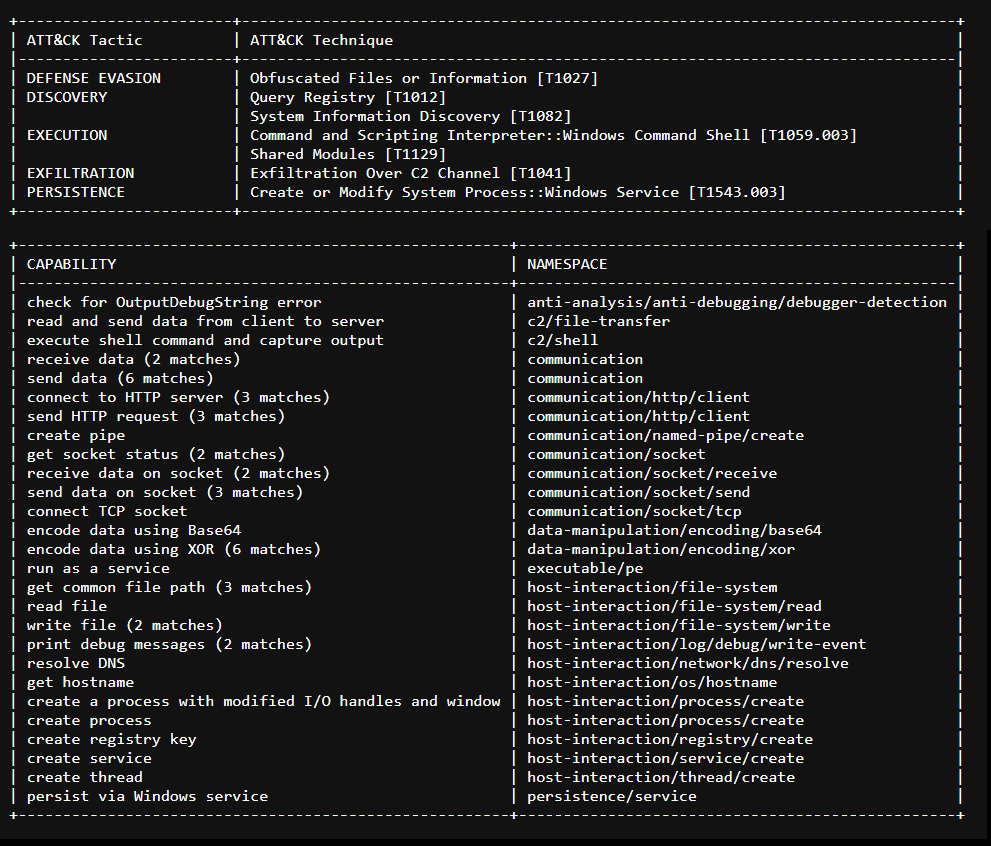 ATT&CK Tactic | ATT&CK Technique
DEFENSE EVASION | Obfuscated Files or Information [T1027]
DISCOVERY | Query Registry [T1012]
| System Information Discovery [T1082]
EXECUTION | Command and Scripting Interpreter::Windows Command Shell [T1059.003]
| Shared Modules [T1129]
EXFILTRATION | Exfiltration Over C2 Channel [T1041]
PERSISTENCE | Create or Modify System Process::Windows Service [T1543.003]
CAPABILITY | NAMESPACE
check for OutputDebugString error | anti-analysis/anti-debugging/debugger-detection
read and send data from client to server | c2/file-transfer
execute shell command and capture output | c2/shell
receive data (2 matches) | communication
send data (6 matches) | communication
connect to HTTP server (3 matches) | communication/http/client
send HTTP request (3 matches) | communication/http/client
create pipe | communication/named-pipe/create
get socket status (2 matches) | communication/socket
receive data on socket (2 matches) | communication/socket/receive
send data on socket (3 matches) | communication/socket/send
connect TCP socket | communication/socket/tcp
encode data using Base64 | data-manipulation/encoding/base64
encode data using XOR (6 matches) | data-manipulation/encoding/xor
run as a service | executable/pe
get common file path (3 matches) | host-interaction/file-system
read file | host-interaction/file-system/read
write file (2 matches) | host-interaction/file-system/write
print debug messages (2 matches) | host-interaction/log/debug/write-event
resolve DNS | host-interaction/network/dns/resolve
get hostname | host-interaction/os/hostname
create a process with modified I/O handles and window | host-interaction/process/create
create process | host-interaction/process/create
create registry key | host-interaction/registry/create
create service | host-interaction/service/create
create thread | host-interaction/thread/create
persist via Windows service | persistence/service